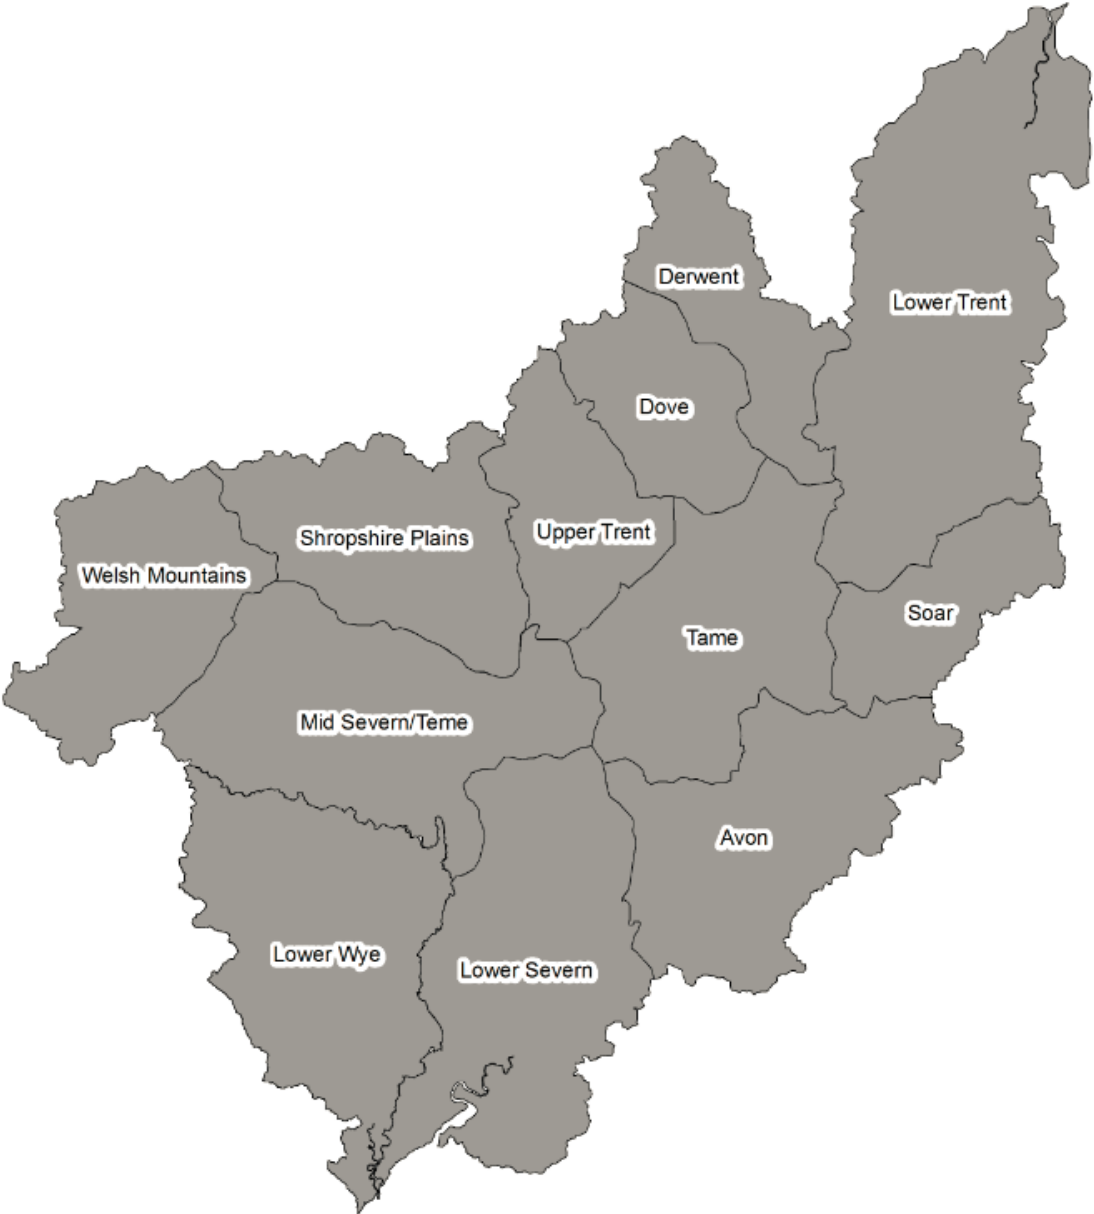 Derwent
Lower Trent
Dove
Shropshire Plains
Upper Trent
Welsh Mountains
Soar
Tame
Mid Severn/Teme
Avon
Lower Wye
Lower Severn